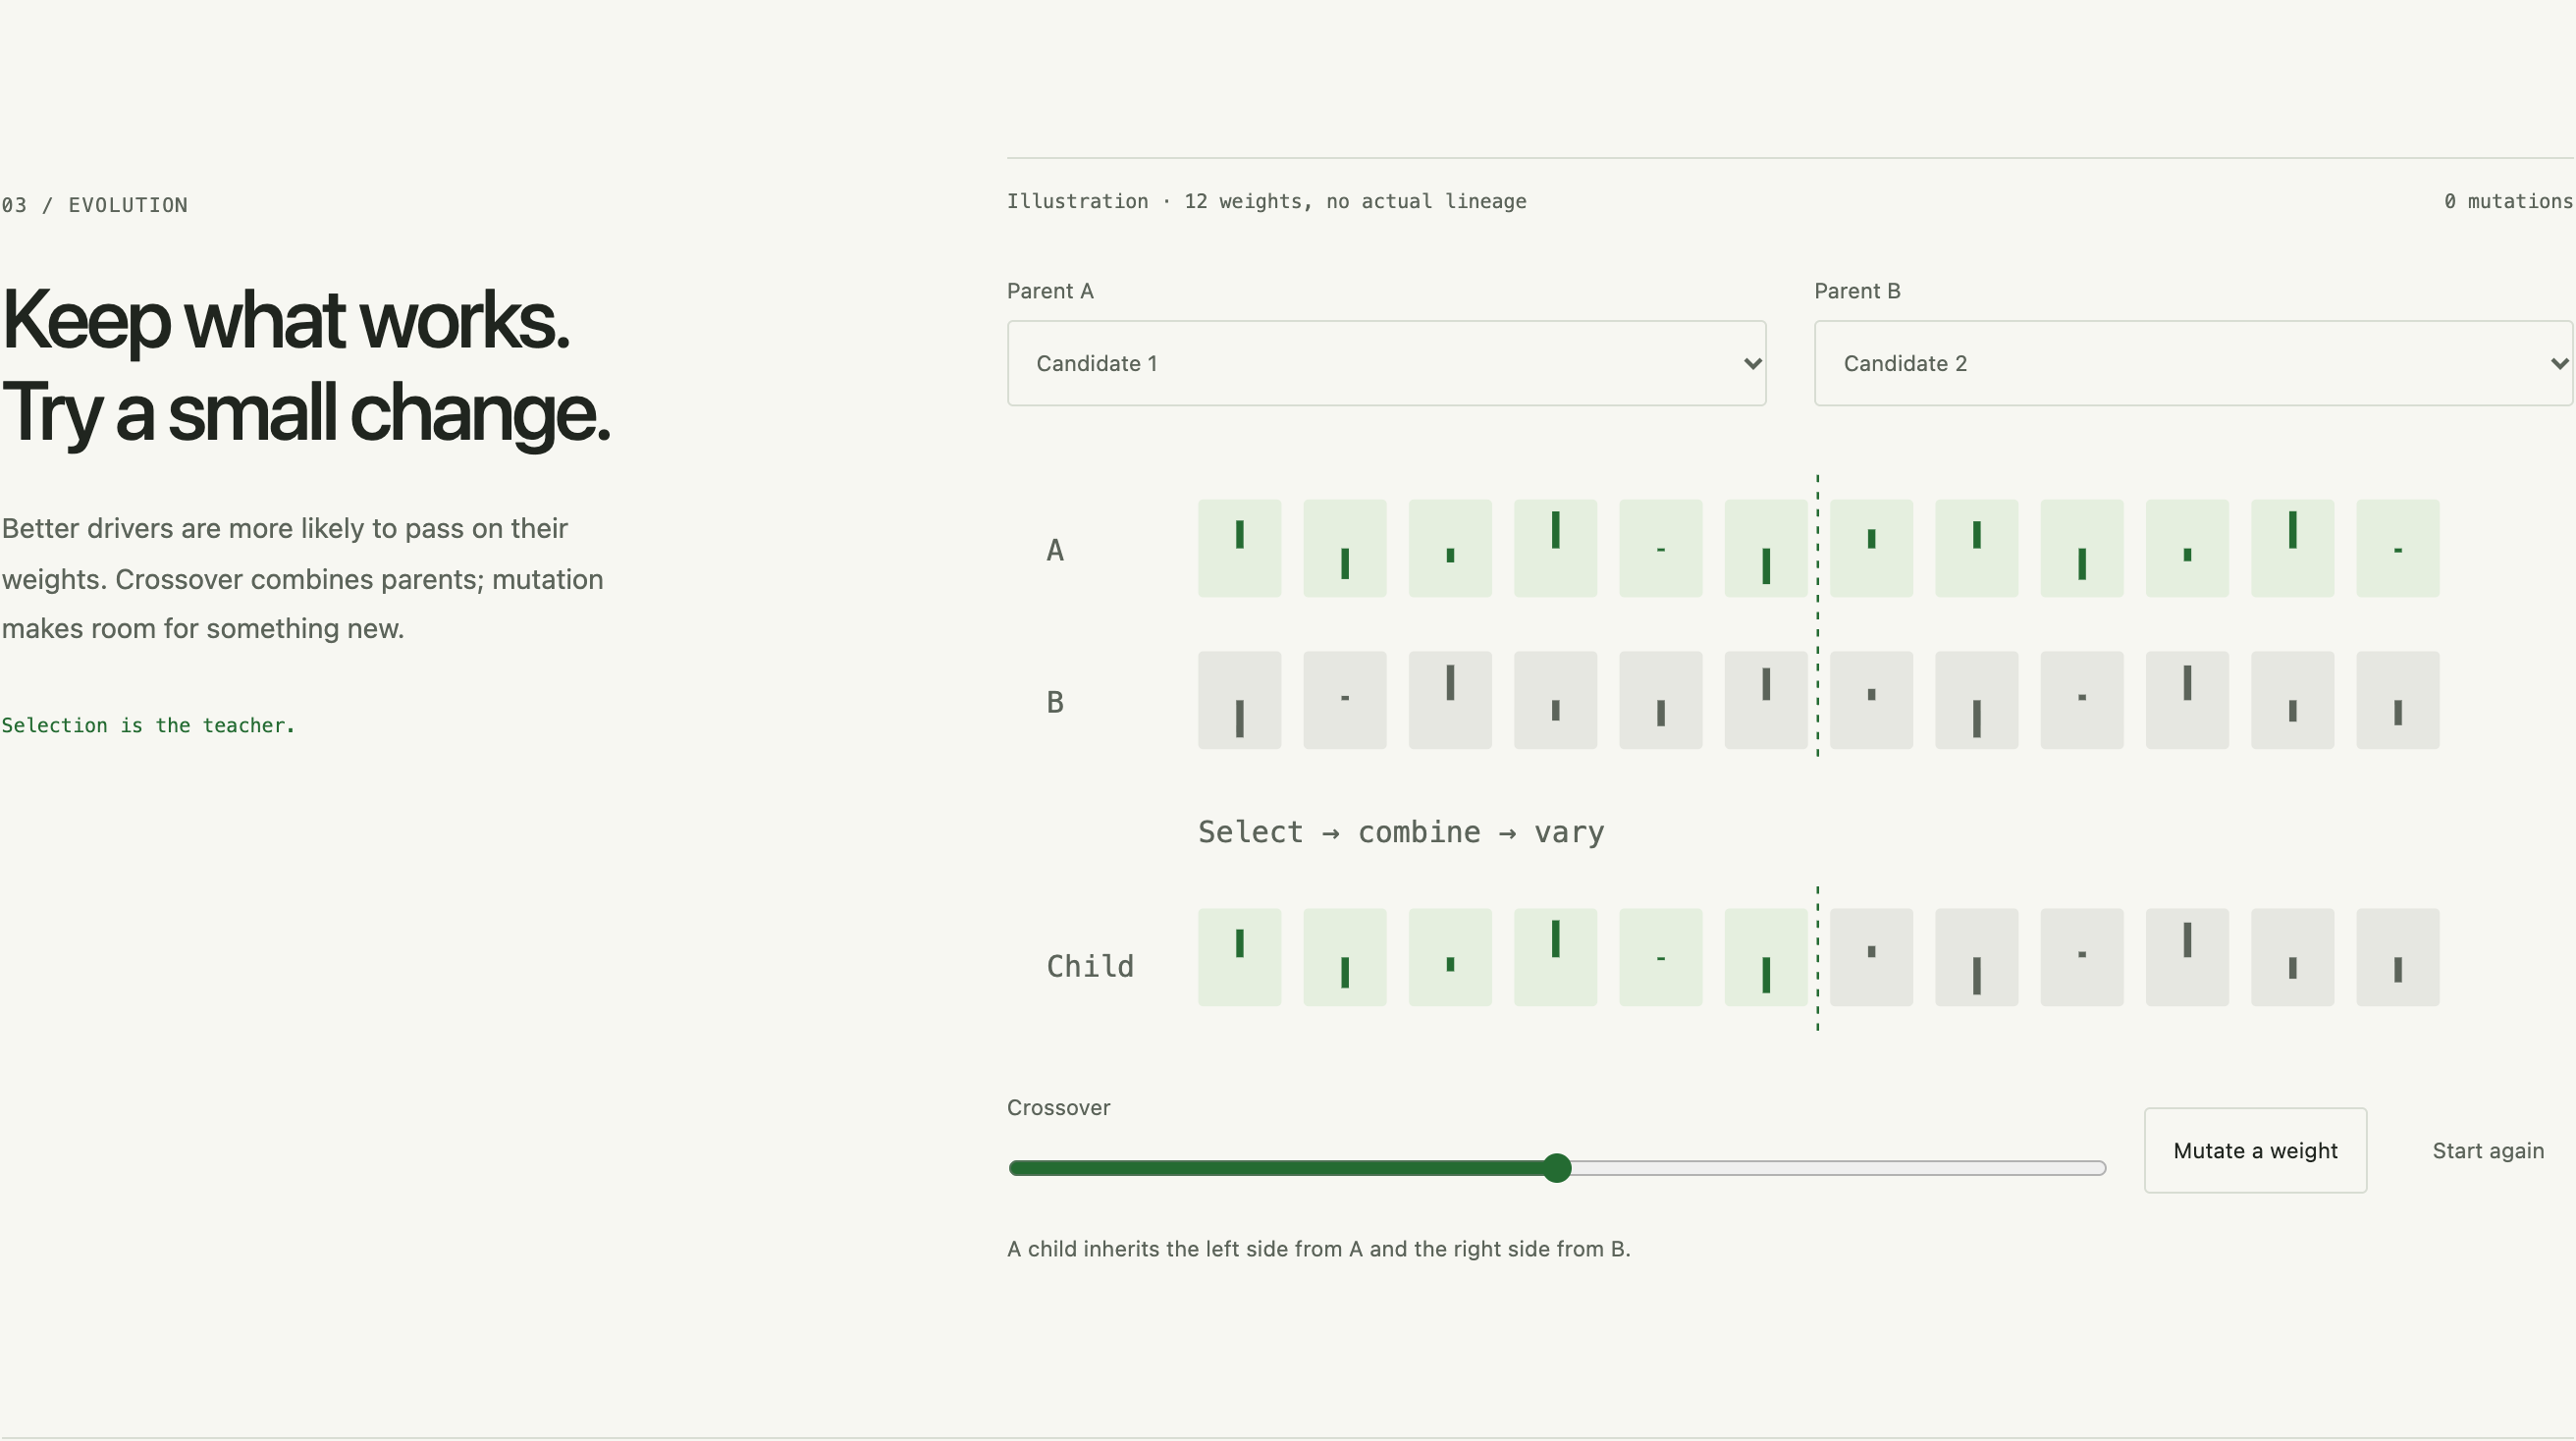 03 / EVOLUTION
Keep what works.
Try a small change.
Better drivers are more likely to pass on their
weights. Crossover combines parents; mutation
makes room for something new.
Selection is the teacher.
Illustration · 12 weights, no actual lineage
0 mutations
Parent A
Parent B
Candidate 1
Candidate 2
A
B
Select → combine → vary
Child
Crossover
Mutate a weight
Start again
A child inherits the left side from A and the right side from B.